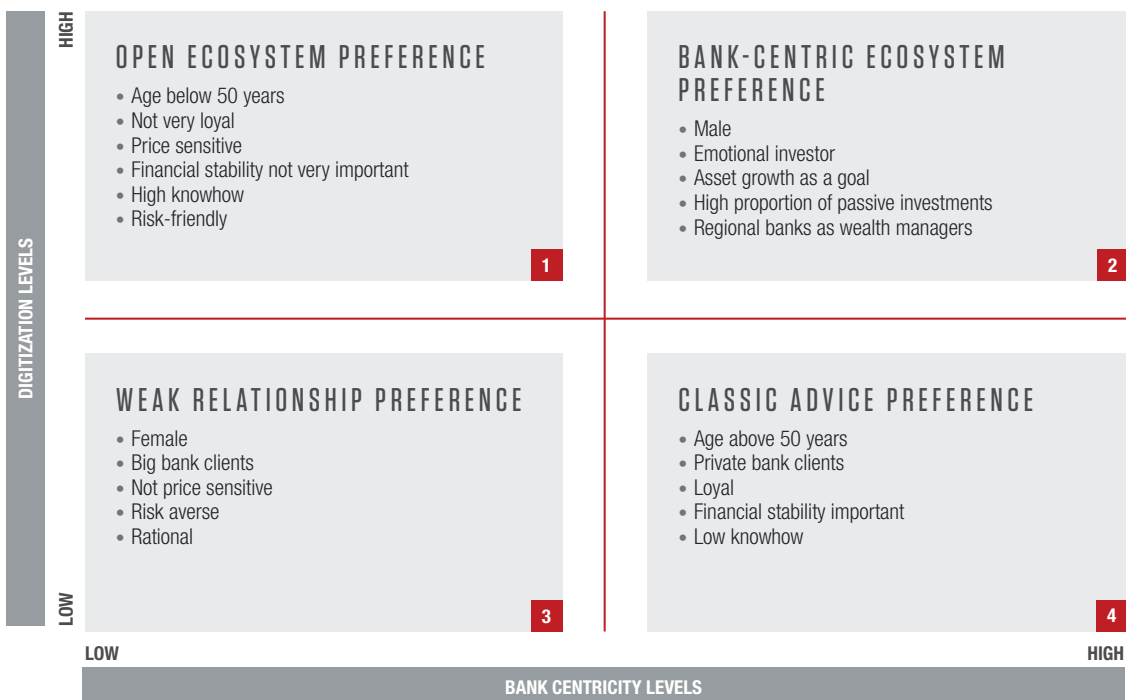 HIGH
OPEN ECOSYSTEM PREFERENCE
• Age below 50 years
• Not very loyal
• Price sensitive
• Financial stability not very important
• High knowhow
• Risk-friendly
1
BANK-CENTRIC ECOSYSTEM
PREFERENCE
• Male
• Emotional investor
• Asset growth as a goal
• High proportion of passive investments
• Regional banks as wealth managers
2
DIGITIZATION LEVELS
WEAK RELATIONSHIP PREFERENCE
• Female
• Big bank clients
• Not price sensitive
• Risk averse
• Rational
3
CLASSIC ADVICE PREFERENCE
• Age above 50 years
• Private bank clients
• Loyal
• Financial stability important
• Low knowhow
4
LOW
LOW
HIGH
BANK CENTRICITY LEVELS